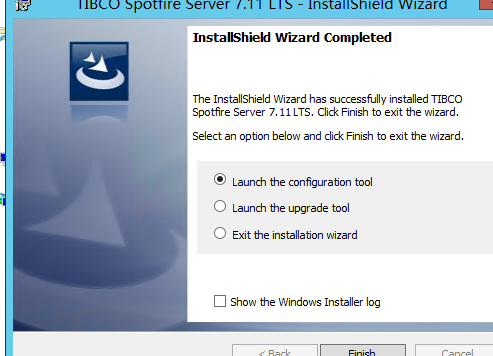 TIBCO Spotfire Server 7.11 LTS - InstallShield Wizard
InstallShield Wizard Completed
The InstallShield Wizard has successfully installed TIBCO
Spotfire Server 7.11 LTS. Click Finish to exit the wizard.
Select an option below and click Finish to exit the wizard.
Launch the configuration tool
Launch the upgrade tool
Exit the installation wizard
Show the Windows Installer log
< Back
Finish
Cancel